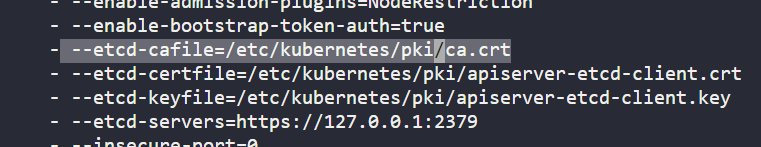 - --enable-admission-plugins=NodeRestriction
- --enable-bootstrap-token-auth=true
- --etcd-cafile=/etc/kubernetes/pki/ca.crt
- --etcd-certfile=/etc/kubernetes/pki/apiserver-etcd-client.crt
- --etcd-keyfile=/etc/kubernetes/pki/apiserver-etcd-client.key
- --etcd-servers=https://127.0.0.1:2379
- --insecure-port=0